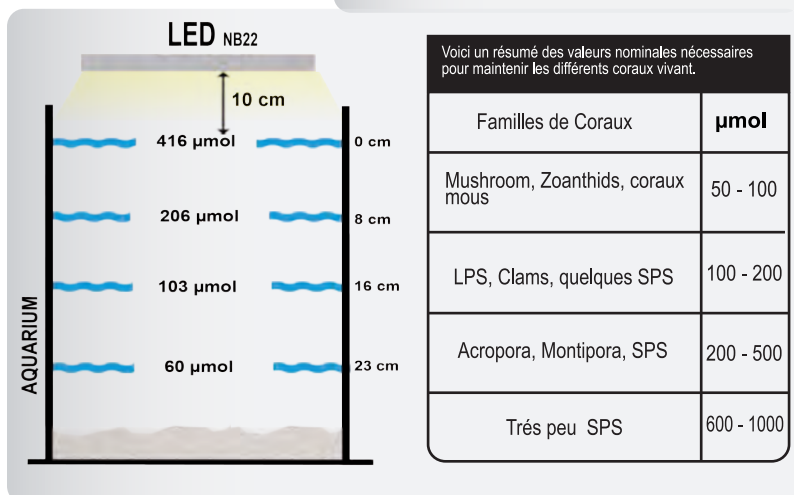 LED NB22
10 cm
416 µmol 0 cm
206 µmol 8 cm
103 µmol 16 cm
60 µmol 23 cm
AQUARIUM
Voici un résumé des valeurs nominales nécessaires
pour maintenir les différents coraux vivant.
Familles de Coraux µmol
Mushroom, Zoanthids, coraux
mous
50 - 100
LPS, Clams, quelques SPS 100 - 200
Acropora, Montipora, SPS 200 - 500
Trés peu SPS 600 - 1000